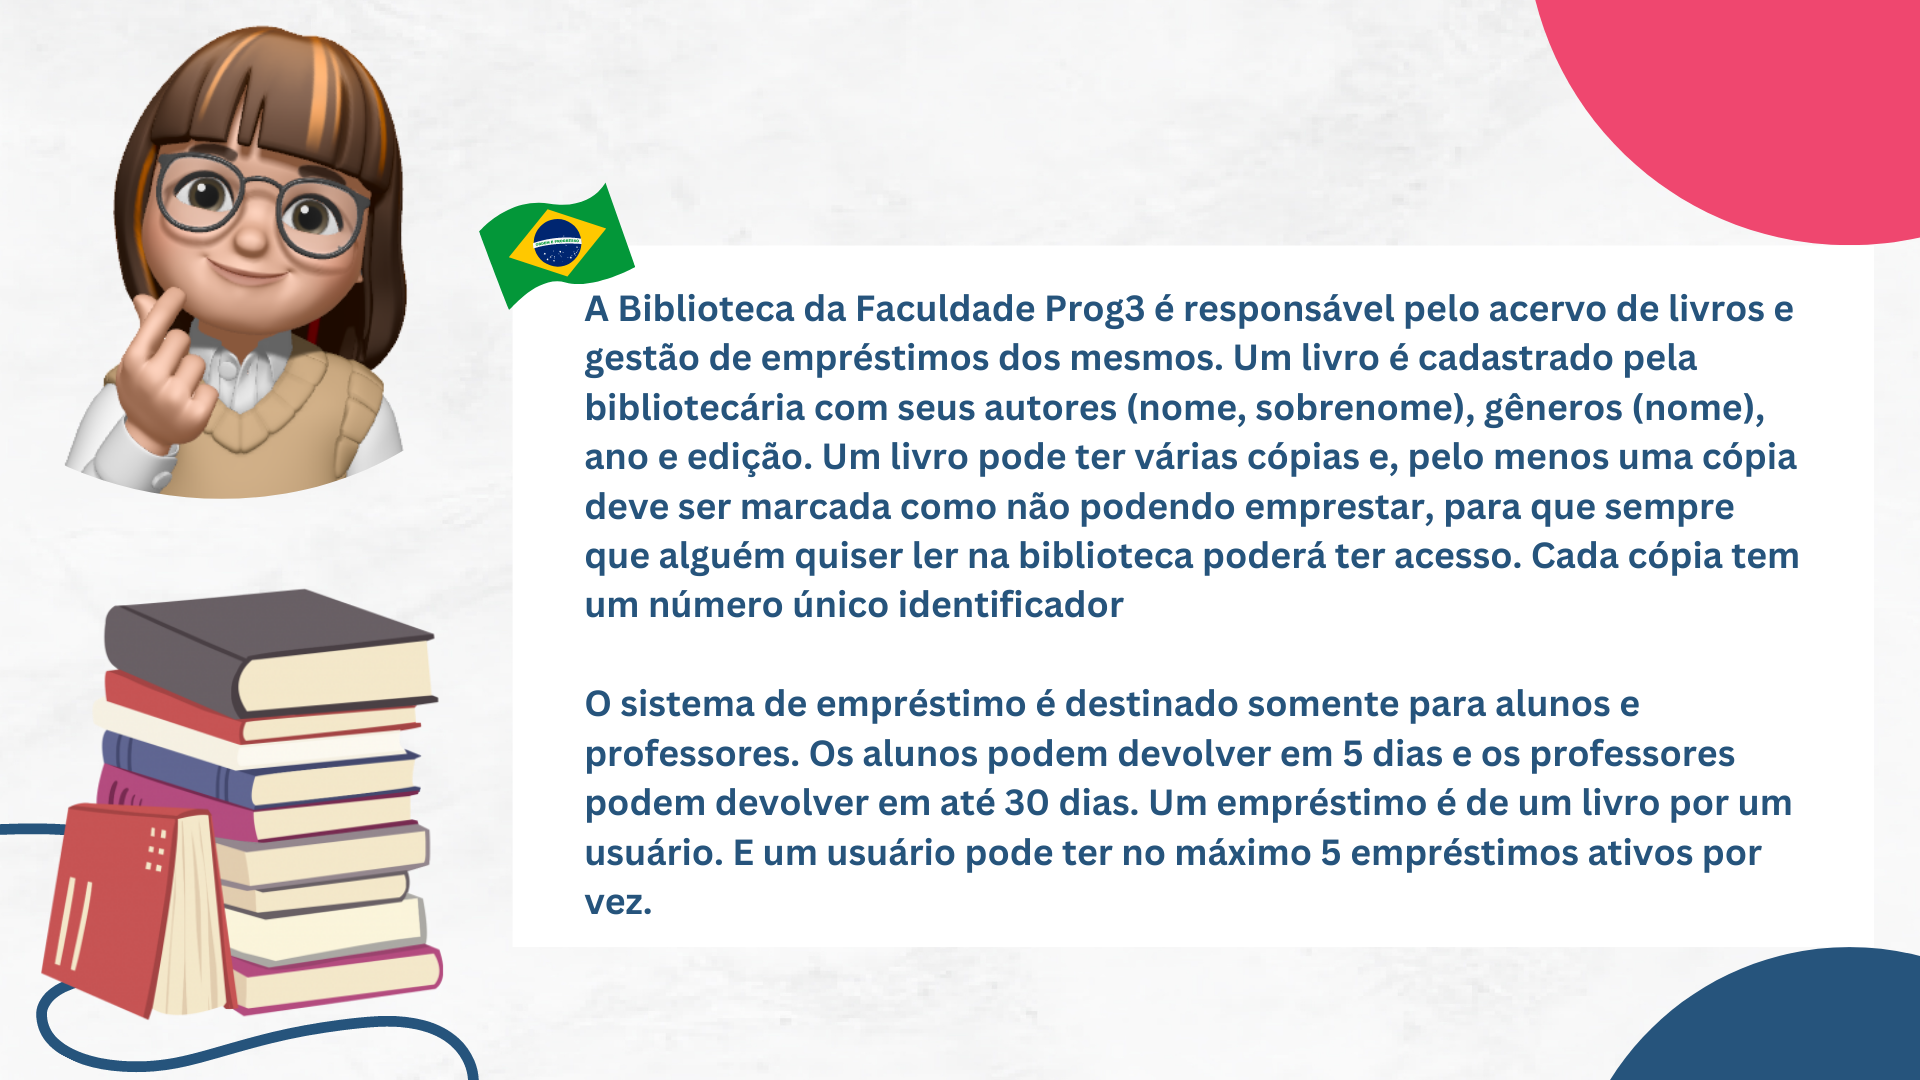 A Biblioteca da Faculdade Prog3 é responsável pelo acervo de livros e
gestão de empréstimos dos mesmos. Um livro é cadastrado pela
bibliotecária com seus autores (nome, sobrenome), gêneros (nome),
ano e edição. Um livro pode ter várias cópias e, pelo menos uma cópia
deve ser marcada como não podendo emprestar, para que sempre
que alguém quiser ler na biblioteca poderá ter acesso. Cada cópia tem
um número único identificador
O sistema de empréstimo é destinado somente para alunos e
professores. Os alunos podem devolver em 5 dias e os professores
podem devolver em até 30 dias. Um empréstimo é de um livro por um
usuário. E um usuário pode ter no máximo 5 empréstimos ativos por
vez.